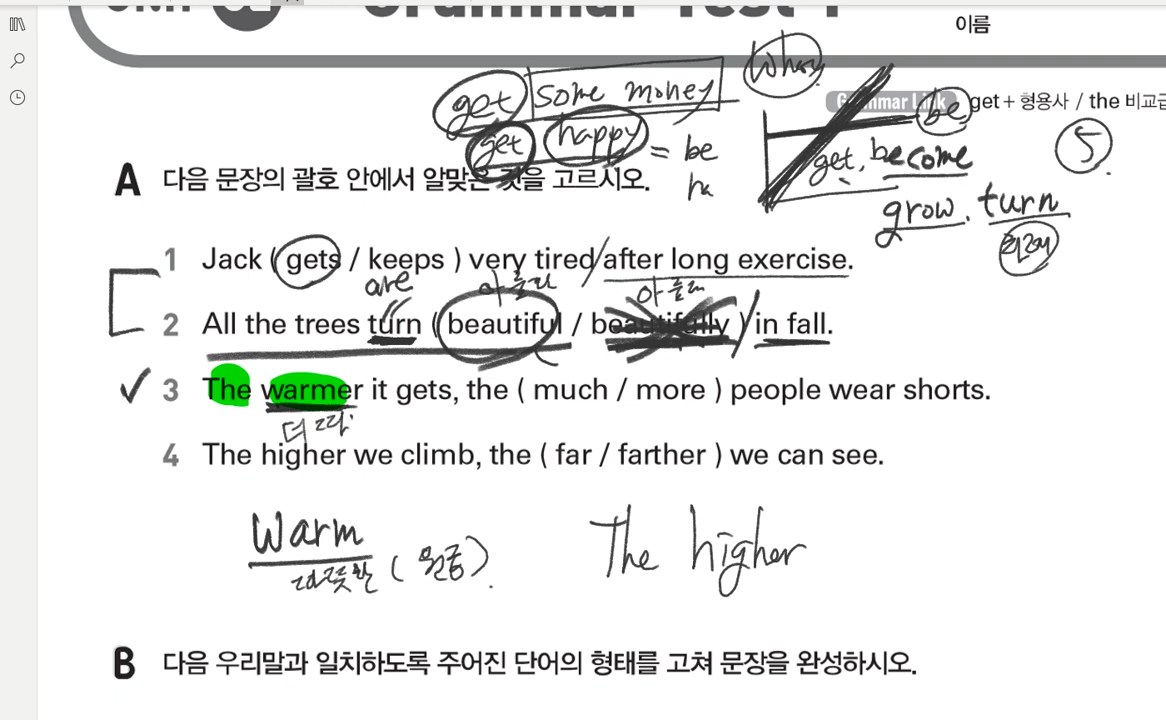 Grammar Test 1
이름
get some money
Grammar Link be get + 형용사 / the 비교급
get happy = be
get, become
5
A 다음 문장의 괄호 안에서 알맞은 것을 고르시오.
grow. turn
1 Jack ( gets / keeps ) very tired after long exercise.
are
2 All the trees turn ( beautiful / beautifully ) in fall.
3 The warmer it gets, the ( much / more ) people wear shorts.
4 The higher we climb, the ( far / farther ) we can see.
Warm The higher
따뜻한 ( 원급 ).
B 다음 우리말과 일치하도록 주어진 단어의 형태를 고쳐 문장을 완성하시오.